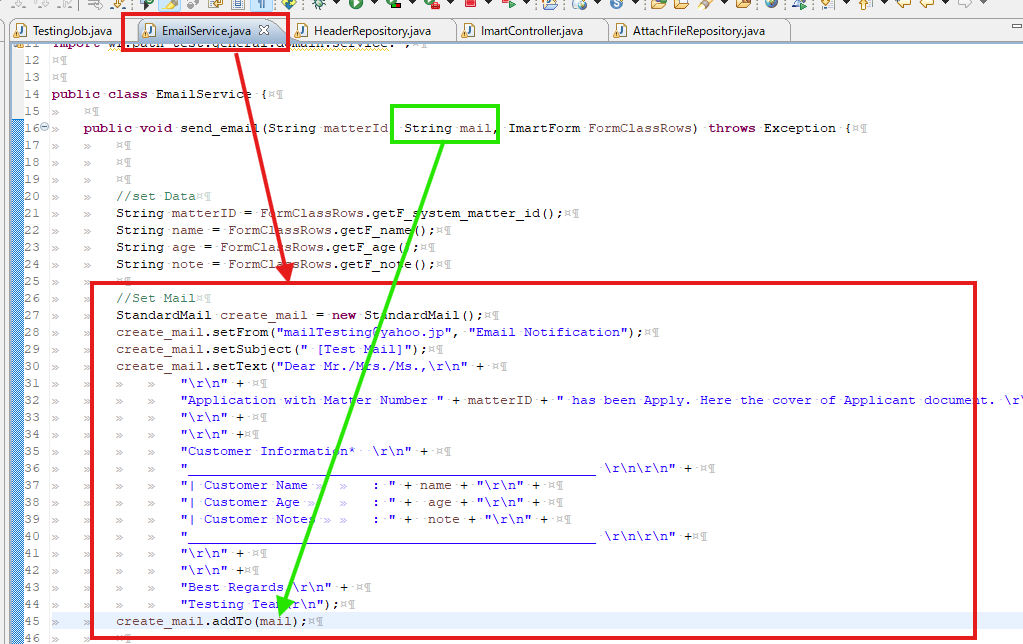 TestingJob.java EmailService.java HeaderRepository.java ImartController.java AttachFileRepository.java
12
13
14 public class EmailService {
15
16 public void send_email(String matterId, String mail, ImartForm FormClassRows) throws Exception {
17
18
19
20 //set Data
21 String matterID = FormClassRows.getF_system_matter_id();
22 String name = FormClassRows.getF_name();
23 String age = FormClassRows.getF_age();
24 String note = FormClassRows.getF_note();
25
26 //Set Mail
27 StandardMail create_mail = new StandardMail();
28 create_mail.setFrom("mailTesting@yahoo.jp", "Email Notification");
29 create_mail.setSubject(" [Test Mail]");
30 create_mail.setText("Dear Mr./Mrs./Ms.,\r\n" +
31 "\r\n" +
32 "Application with Matter Number " + matterID + " has been Apply. Here the cover of Applicant document. \r
33 "\r\n" +
34 "\r\n" +
35 "Customer Information* \r\n" +
36 "___________________________________________________ \r\n\r\n" +
37 "| Customer Name : " + name + "\r\n" +
38 "| Customer Age : " + age + "\r\n" +
39 "| Customer Notes : " + note + "\r\n" +
40 "___________________________________________________ \r\n\r\n" +
41 "\r\n" +
42 "\r\n" +
43 "Best Regards \r\n" +
44 "Testing Team\r\n");
45 create_mail.addTo(mail);
46